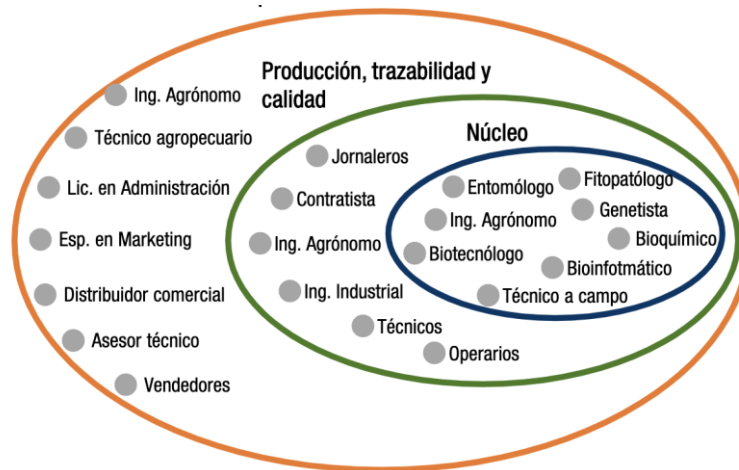 Producción, trazabilidad y
calidad
Núcleo
Ing. Agrónomo
Técnico agropecuario
Lic. en Administración
Esp. en Marketing
Distribuidor comercial
Asesor técnico
Vendedores
Jornaleros
Contratista
Ing. Agrónomo
Ing. Industrial
Técnicos
Operarios
Entomólogo
Ing. Agrónomo
Biotecnólogo
Fitopatólogo
Genetista
Bioquímico
Bioinfotmático
Técnico a campo